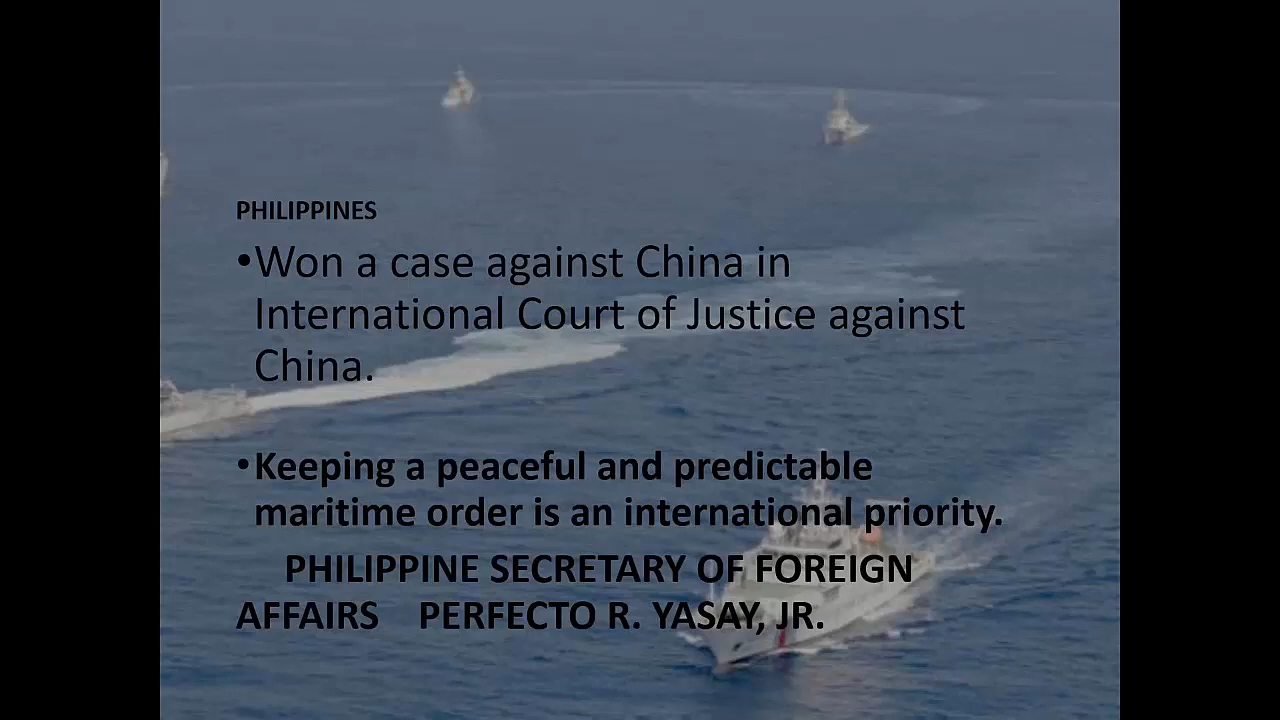 PHILIPPINES
•Won a case against China in
International Court of Justice against
China.
•Keeping a peaceful and predictable
maritime order is an international priority.
PHILIPPINE SECRETARY OF FOREIGN
AFFAIRS PERFECTO R. YASAY, JR.